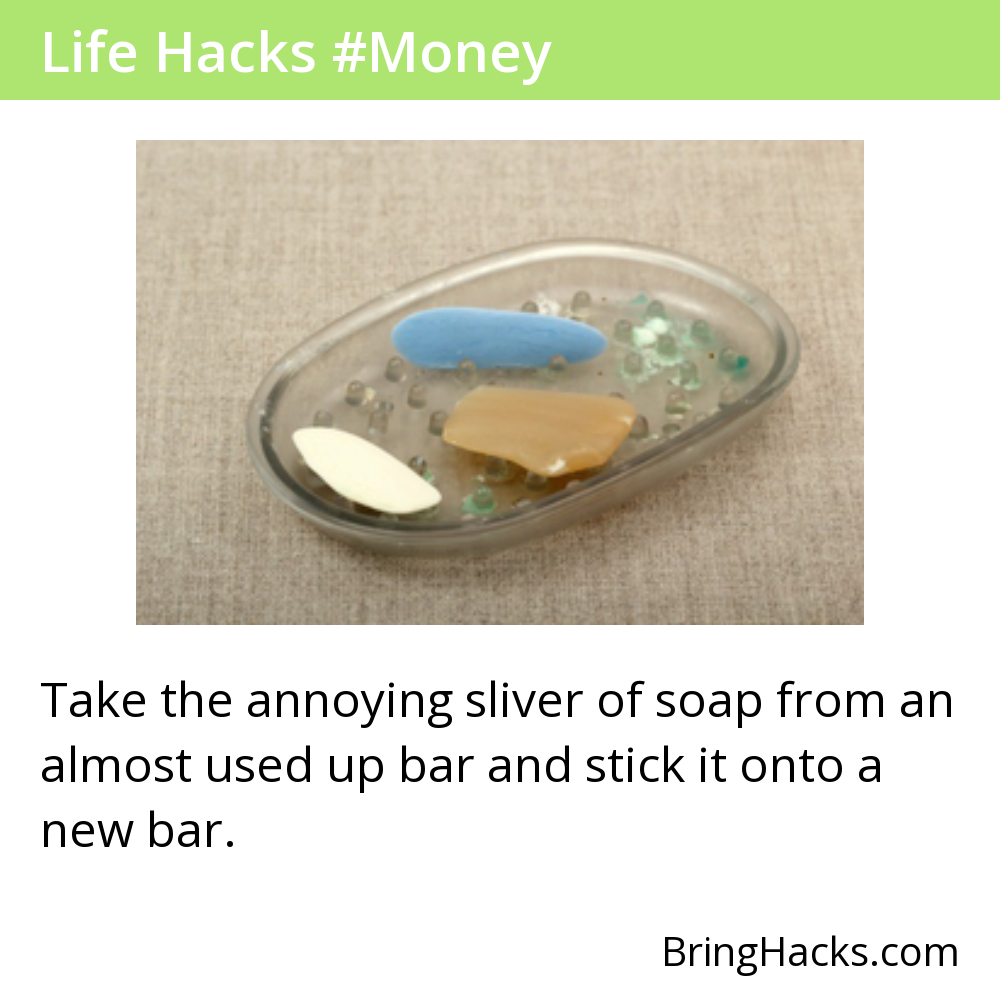 Life Hacks #Money
Take the annoying sliver of soap from an
almost used up bar and stick it onto a
new bar.
BringHacks.com